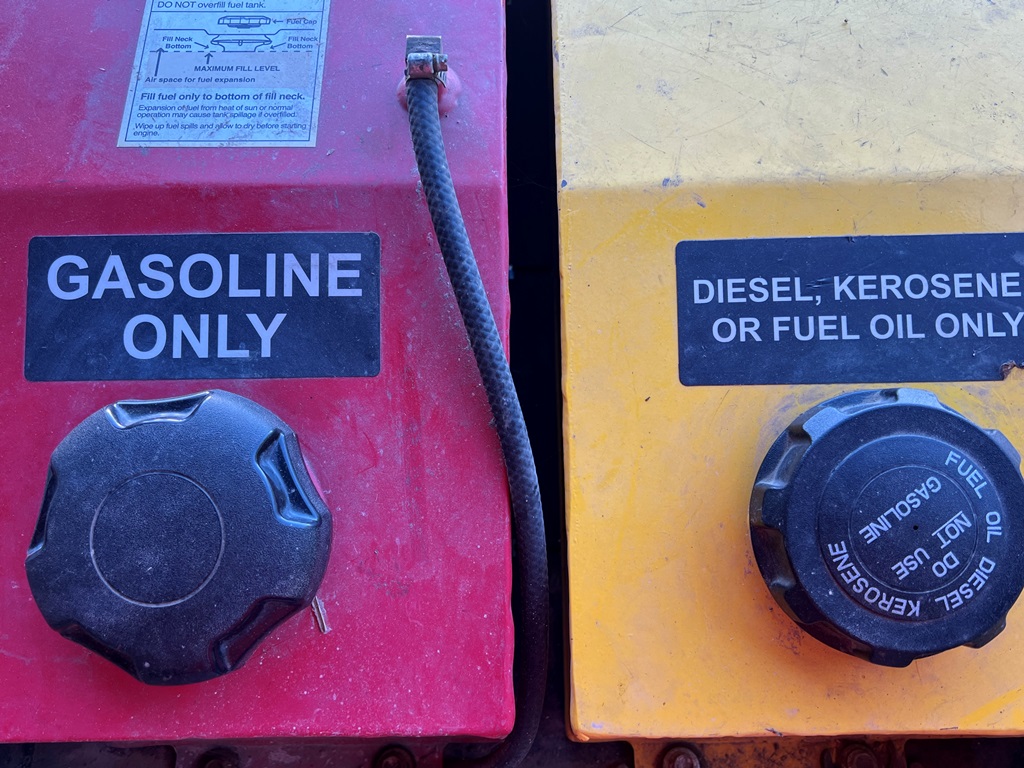 DO NOT overfill fuel tank.
Fuel Cap
Fill Neck Bottom
Fill Neck Bottom
MAXIMUM FILL LEVEL
Air space for fuel expansion
Fill fuel only to bottom of fill neck.
Expansion of fuel from heat of sun or normal
operation may cause tank spillage if overfilled.
Wipe up fuel spills and allow to dry before starting
engine.
GASOLINE
ONLY
DIESEL, KEROSENE
OR FUEL OIL ONLY
FUEL OIL DIESEL KEROSENE
DO NOT USE
GASOLINE